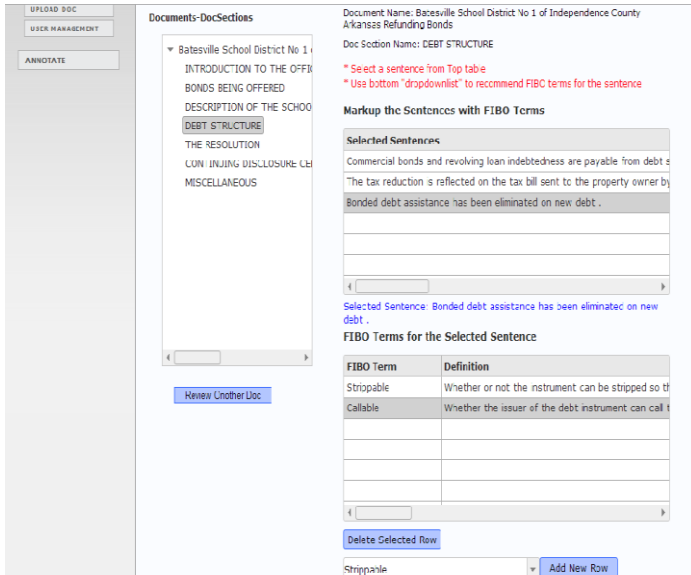 UPLOAD DOC
USER MANAGEMENT
ANNOTATE
Documents-DocSections
Batesville School District No 1
INTRODUCTION TO THE OFFI
BONDS BEING OFFERED
DESCRIPTION OF THE SCHOO
DEBT STRUCTURE
THE RESOLUTION
CONTINUING DISCLOSURE CE
MISCELLANEOUS
Review Another Doc
Document Name: Batesville School District No 1 of Independence County
Arkansas Refunding Bonds
Doc Section Name: DEBT STRUCTURE
* Select a sentence from Top table
* Use bottom "dropdownlist" to recommend FIBO terms for the sentence
Markup the Sentences with FIBO Terms
Selected Sentences
Commercial bonds and revolving loan indebtedness are payable from debt s
The tax reduction is reflected on the tax bill sent to the property owner by
Bonded debt assistance has been eliminated on new debt .
Selected Sentence: Bonded debt assistance has been eliminated on new
debt .
FIBO Terms for the Selected Sentence
FIBO Term Definition
Strippable Whether or not the instrument can be stripped so th
Callable Whether the issuer of the debt instrument can call t
Delete Selected Row
Strippable Add New Row